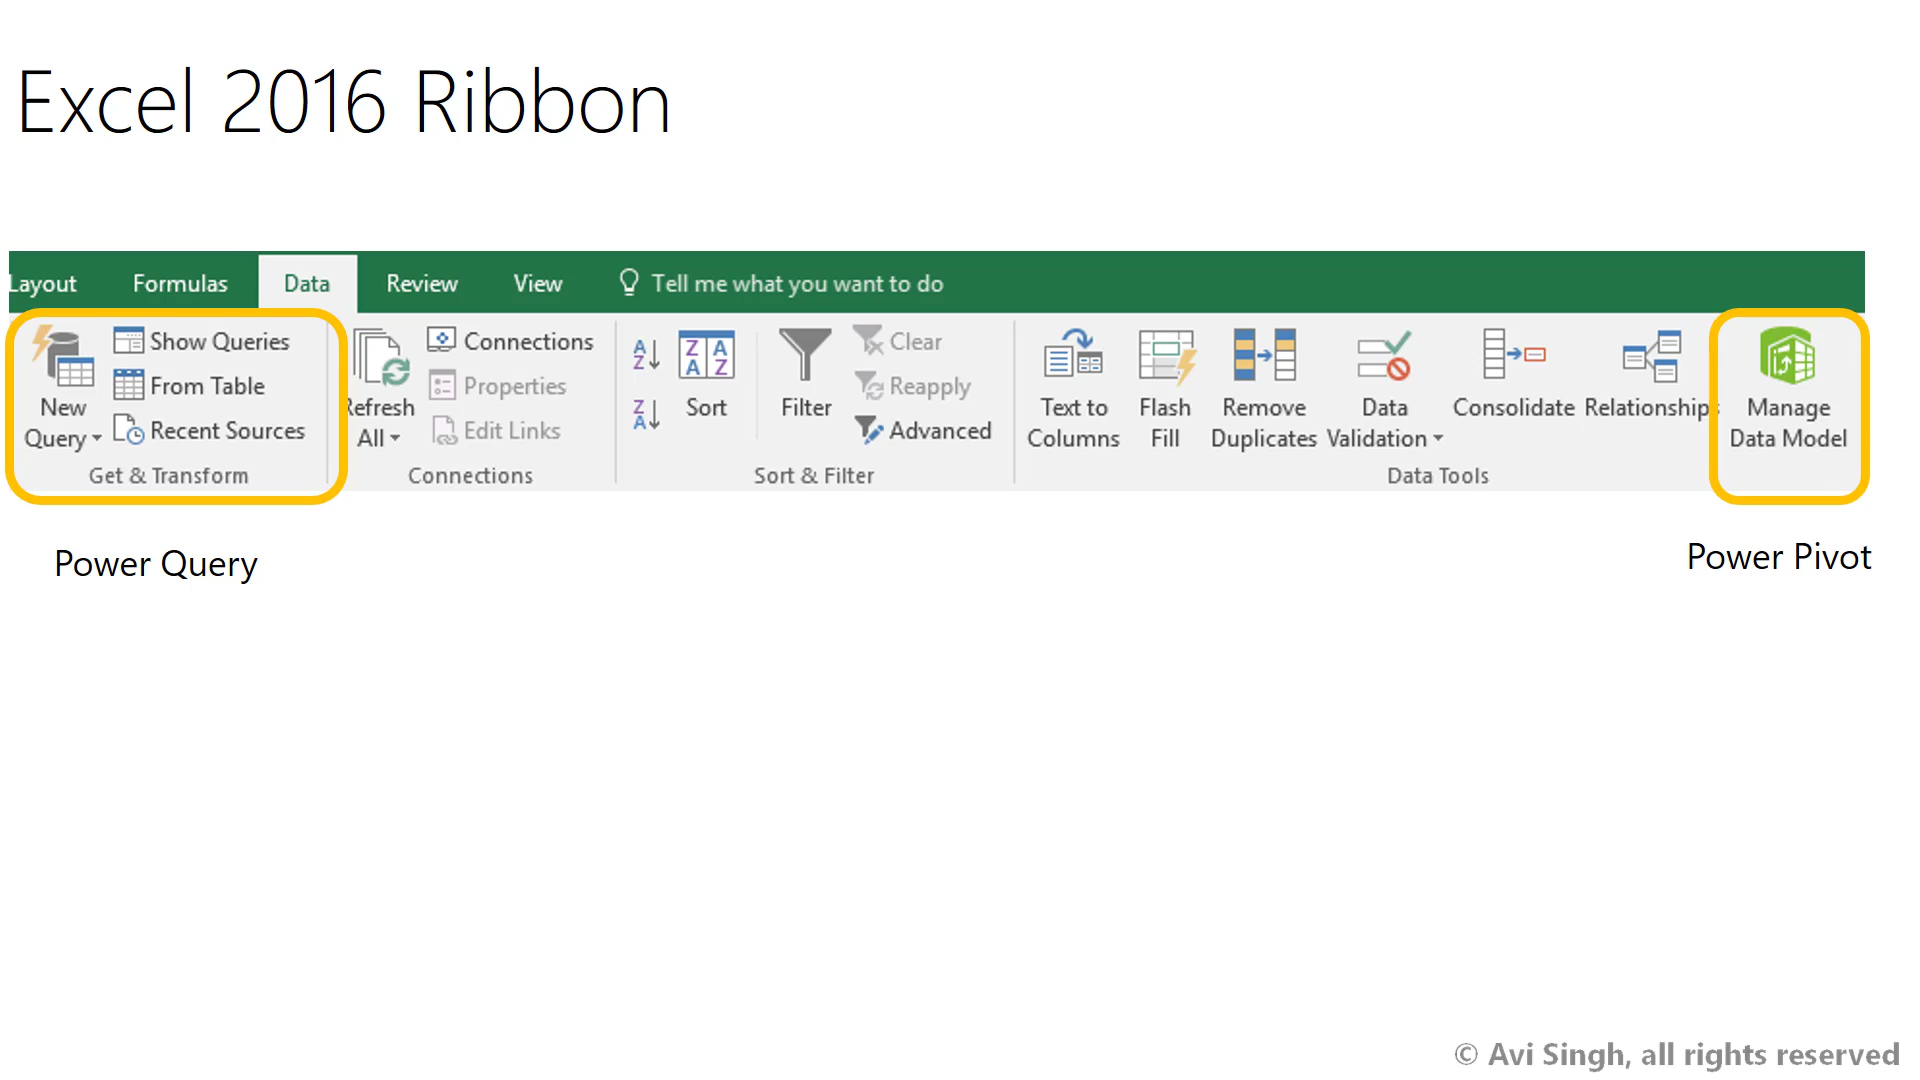 Excel 2016 Ribbon
Layout Formulas Data Review View Tell me what you want to do
New Query
Show Queries
From Table
Recent Sources
Get & Transform
Refresh All
Connections
Properties
Edit Links
Connections
Sort
Filter
Clear
Reapply
Advanced
Sort & Filter
Text to Columns
Flash Fill
Remove Duplicates
Data Validation
Consolidate
Relationships
Data Tools
Manage Data Model
Power Query
Power Pivot
© Avi Singh, all rights reserved